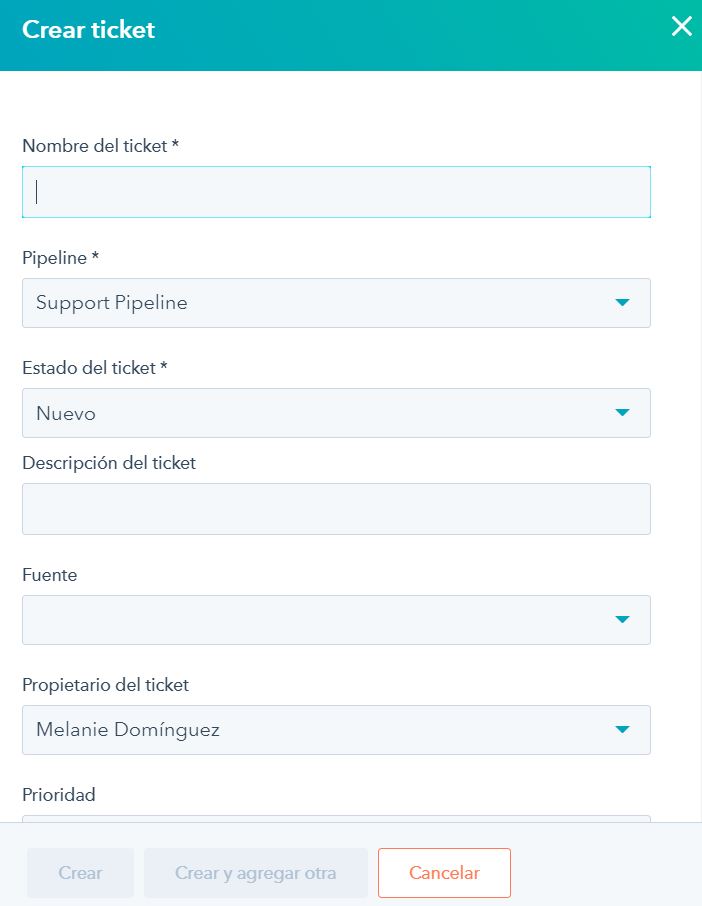 Crear ticket
Nombre del ticket *
Pipeline *
Support Pipeline
Estado del ticket *
Nuevo
Descripción del ticket
Fuente
Propietario del ticket
Melanie Domínguez
Prioridad
Crear
Crear y agregar otra
Cancelar